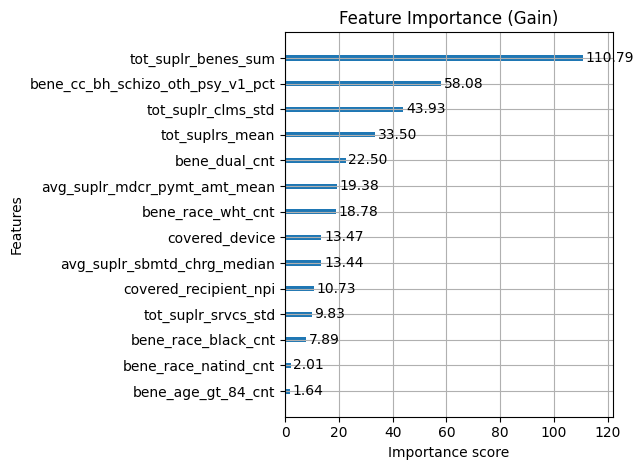 Feature Importance (Gain)
Features
tot_suplr_benes_sum 110.79
bene_cc_bh_schizo_oth_psy_v1_pct 58.08
tot_suplr_clms_std 43.93
tot_suplrs_mean 33.50
bene_dual_cnt 22.50
avg_suplr_mdcr_pymt_amt_mean 19.38
bene_race_wht_cnt 18.78
covered_device 13.47
avg_suplr_sbmtd_chrg_median 13.44
covered_recipient_npi 10.73
tot_suplr_srvcs_std 9.83
bene_race_black_cnt 7.89
bene_race_natind_cnt 2.01
bene_age_gt_84_cnt 1.64
0 20 40 60 80 100 120
Importance score